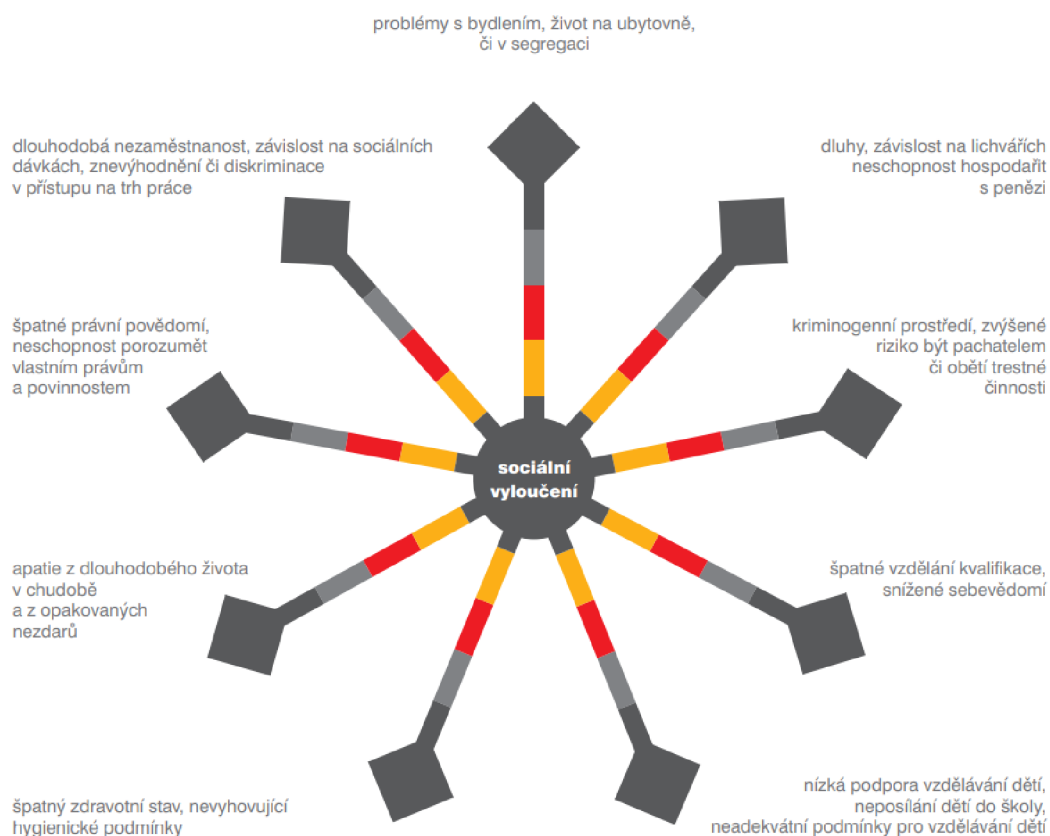 problémy s bydlením, život na ubytovně,
či v segregaci
dlouhodobá nezaměstnanost, závislost na sociálních
dávkách, znevýhodnění či diskriminace
v přístupu na trh práce
dluhy, závislost na lichvářích
neschopnost hospodařit
s penězi
špatné právní povědomí,
neschopnost porozumět
vlastním právům
a povinnostem
kriminogenní prostředí, zvýšené
riziko být pachatelem
či obětí trestné
činnosti
sociální
vyloučení
apatie z dlouhodobého života
v chudobě
a z opakovaných
nezdarů
špatné vzdělání kvalifikace,
snížené sebevědomí
špatný zdravotní stav, nevyhovující
hygienické podmínky
nízká podpora vzdělávání dětí,
neposílání dětí do školy,
neadekvátní podmínky pro vzdělávání dětí